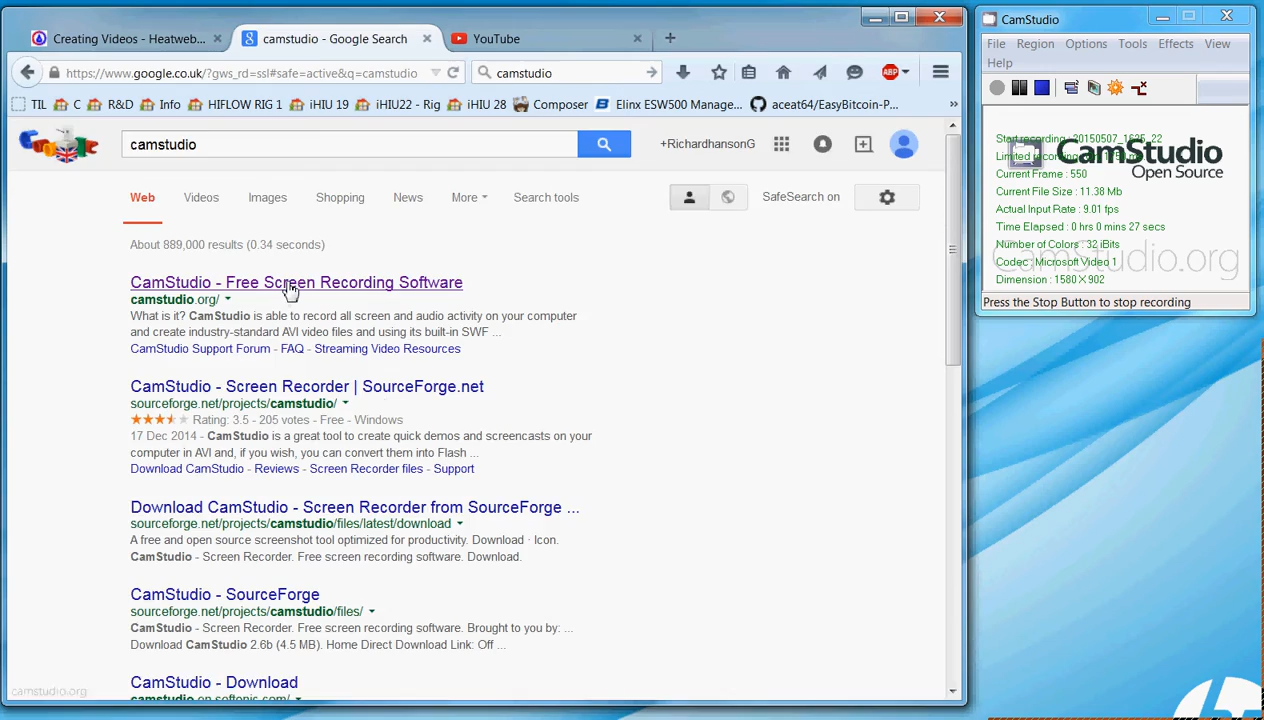 Creating Videos - Heatweb...
camstudio - Google Search
YouTube
https://www.google.co.uk/?gws_rd=ssl#safe=active&q=camstudio
camstudio
TIL C R&D Info HIFLOW RIG 1 iHIU 19 iHIU22 - Rig iHIU 28 Composer Elinx ESW500 Manage... aceat64/EasyBitcoin-P...
camstudio
+RichardhansonG
Web Videos Images Shopping News More Search tools
SafeSearch on
About 889,000 results (0.34 seconds)
CamStudio - Free Screen Recording Software
camstudio.org/
What is it? CamStudio is able to record all screen and audio activity on your computer
and create industry-standard AVI video files and using its built-in SWF ...
CamStudio Support Forum - FAQ - Streaming Video Resources
CamStudio - Screen Recorder | SourceForge.net
sourceforge.net/projects/camstudio/
Rating: 3.5 - 205 votes - Free - Windows
17 Dec 2014 - CamStudio is a great tool to create quick demos and screencasts on your
computer in AVI and, if you wish, you can convert them into Flash ...
Download CamStudio - Reviews - Screen Recorder files - Support
Download CamStudio - Screen Recorder from SourceForge ...
sourceforge.net/projects/camstudio/files/latest/download
A free and open source screenshot tool optimized for productivity. Download · Icon.
CamStudio - Screen Recorder. Free screen recording software. Download.
CamStudio - SourceForge
sourceforge.net/projects/camstudio/files/
CamStudio - Screen Recorder. Free screen recording software. Brought to you by: ...
Download CamStudio 2.6b (4.5 MB). Home Direct Download Link: Off ...
CamStudio - Download
camstudio.en.softonic.com/
camstudio.org
CamStudio
File Region Options Tools Effects View
Help
Start recording : 20150507_1625_22
Current Frame : 550
Current File Size : 11.38 Mb
Actual Input Rate : 9.01 fps
Time Elapsed : 0 hrs 0 mins 27 secs
Number of Colors : 32 iBits
Codec : Microsoft Video 1
Dimension : 1580 X 902
CamStudio
Open Source
CamStudio.org
Press the Stop Button to stop recording